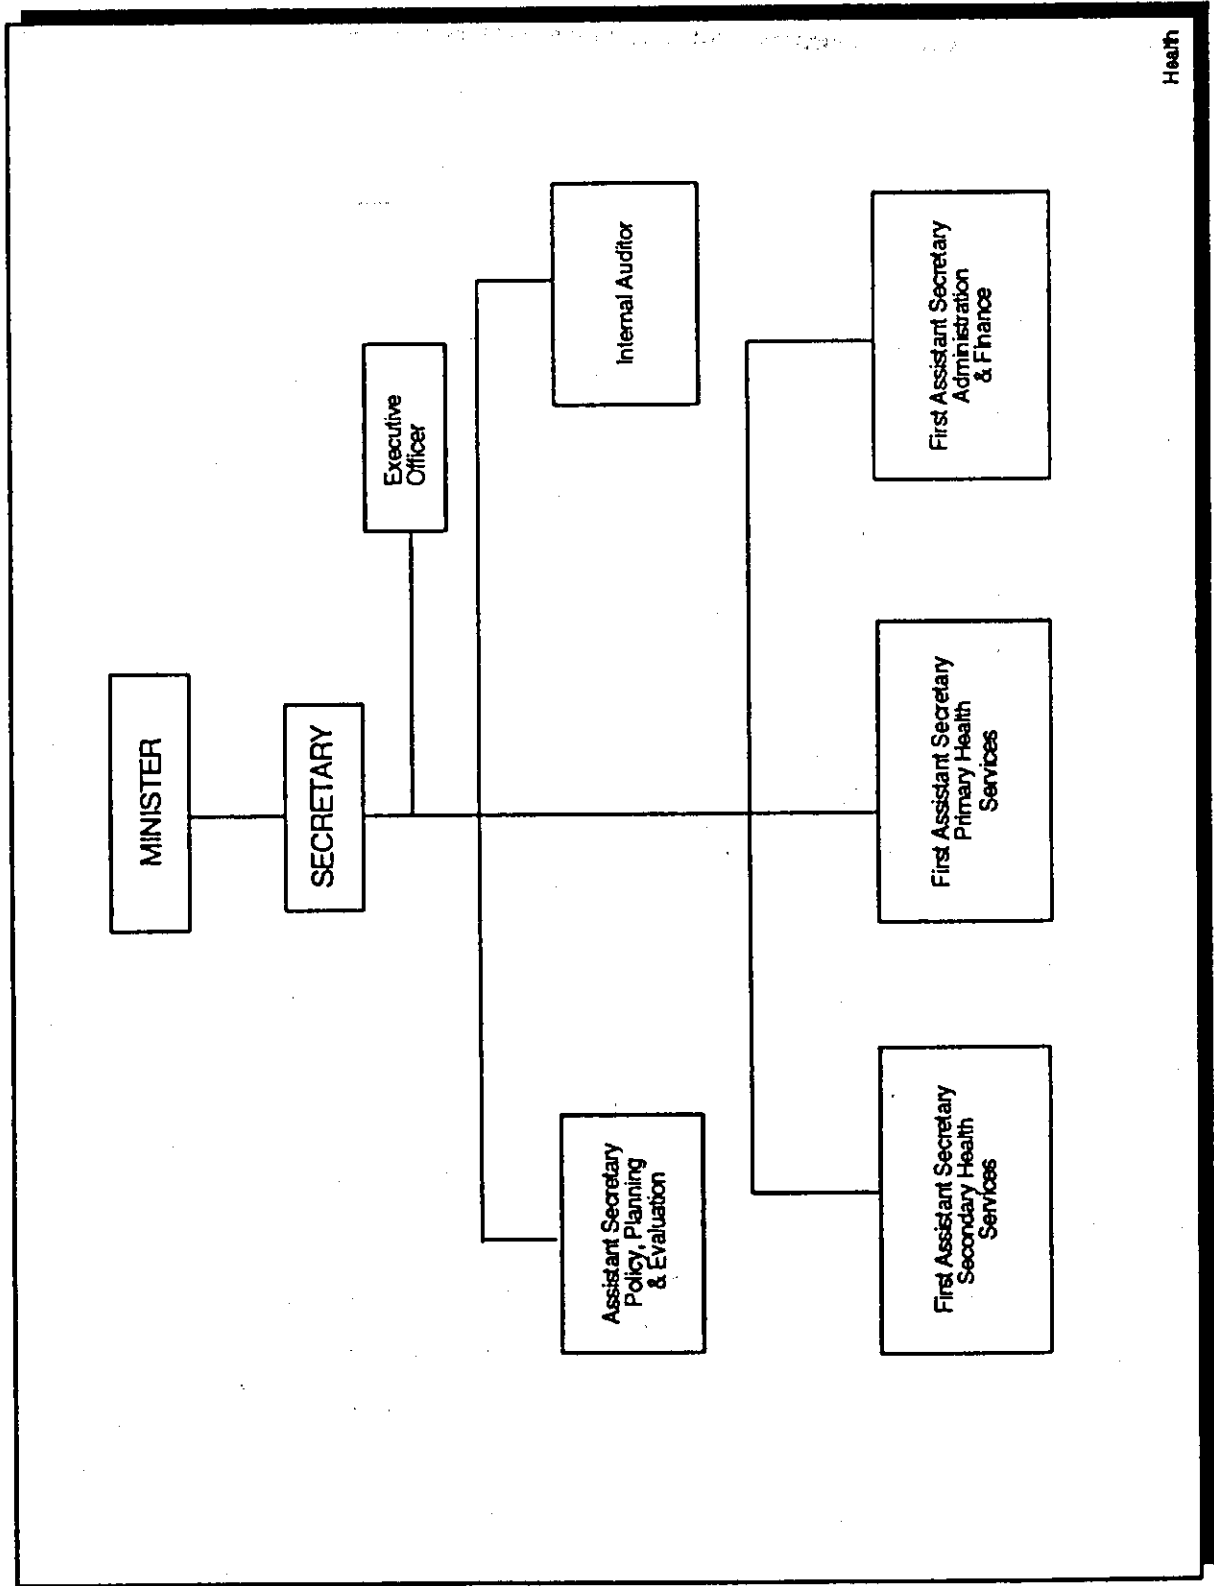 MINISTER
SECRETARY
Executive
Officer
Assistant Secretary
Policy, Planning
& Evaluation
Internal Auditor
First Assistant Secretary
Secondary Health
Services
First Assistant Secretary
Primary Health
Services
First Assistant Secretary
Administration
& Finance
Health